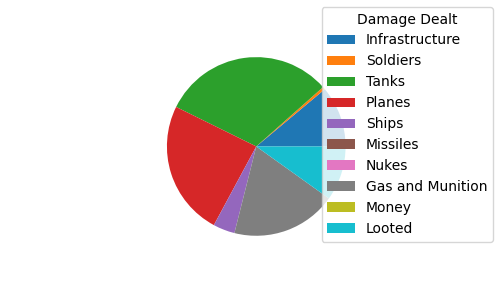 Damage Dealt
Infrastructure
Soldiers
Tanks
Planes
Ships
Missiles
Nukes
Gas and Munition
Money
Looted